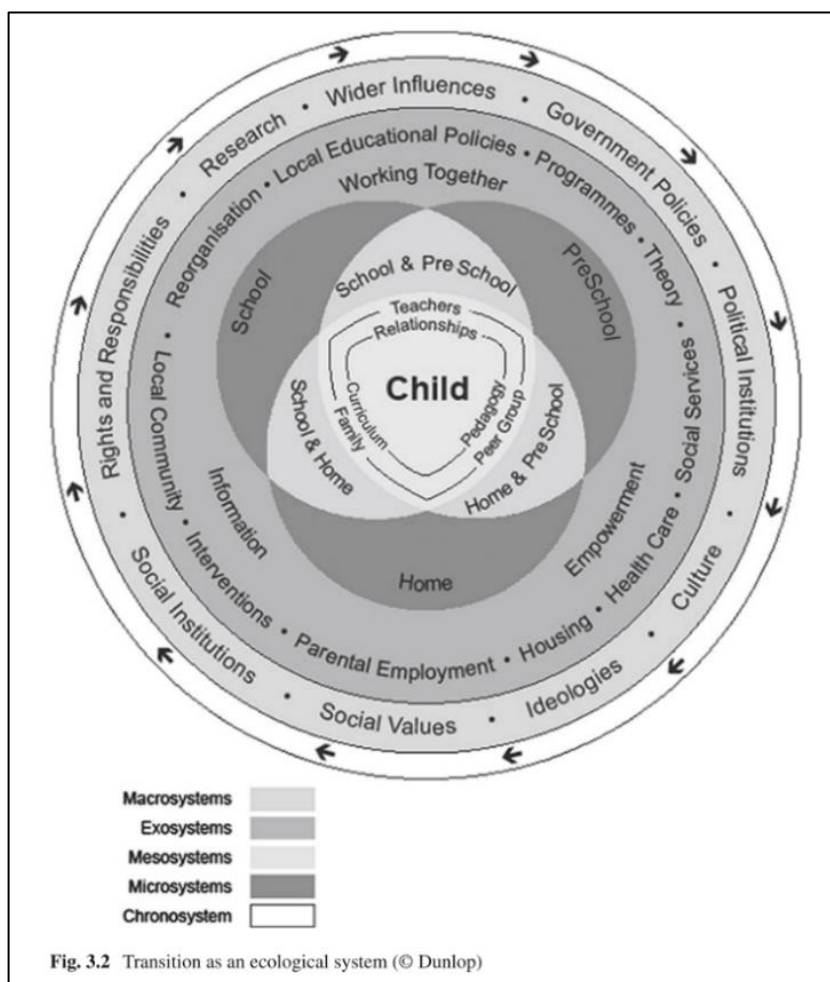 Wider Influences • Government Policies • Political Institutions • Culture • Ideologies • Social Values • Social Institutions • Rights and Responsibilities • Research •
Reorganisation • Local Educational Policies • Programmes • Theory • Social Services • Health Care • Housing • Parental Employment • Interventions • Local Community •
Working Together
Empowerment
Information
School
PreSchool
Home
School & Pre School
School & Home
Home & Pre School
Teachers
Relationships
Child
Curriculum
Family
Pedagogy
Peer Group
Macrosystems
Exosystems
Mesosystems
Microsystems
Chronosystem
Fig. 3.2 Transition as an ecological system (© Dunlop)